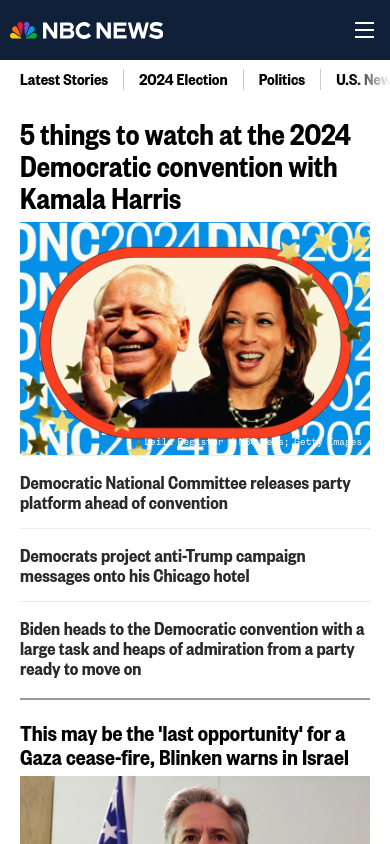 NBC NEWS
Latest Stories
2024 Election
Politics
U.S. New
5 things to watch at the 2024
Democratic convention with
Kamala Harris
DNC2024DNC202
Leila Register / NBC News; Getty Images
Democratic National Committee releases party
platform ahead of convention
Democrats project anti-Trump campaign
messages onto his Chicago hotel
Biden heads to the Democratic convention with a
large task and heaps of admiration from a party
ready to move on
This may be the 'last opportunity' for a
Gaza cease-fire, Blinken warns in Israel